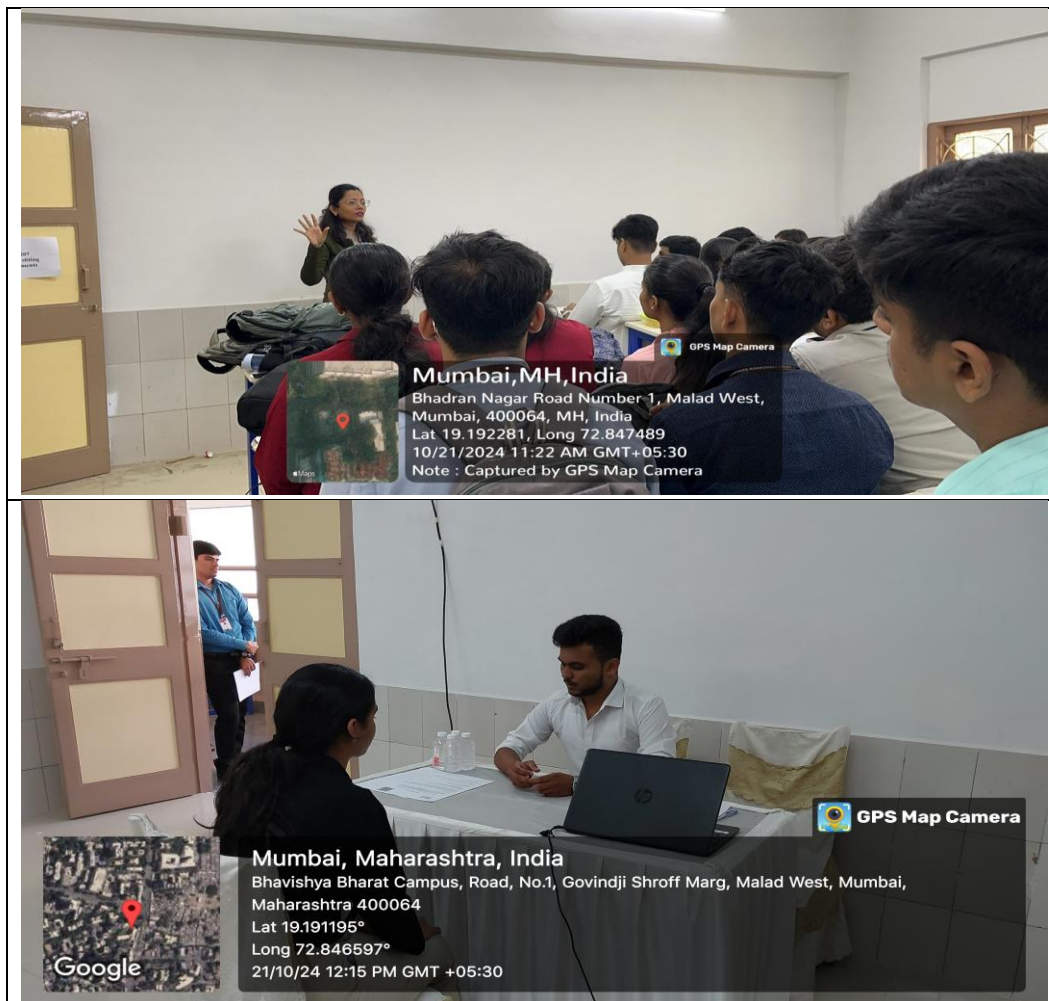 GPS Map Camera
Mumbai,MH,India
Bhadran Nagar Road Number 1, Malad West,
Mumbai, 400064, MH, India
Lat 19.192281, Long 72.847489
10/21/2024 11:22 AM GMT+05:30
Note : Captured by GPS Map Camera
Maps
GPS Map Camera
Mumbai, Maharashtra, India
Bhavishya Bharat Campus, Road, No.1, Govindji Shroff Marg, Malad West, Mumbai,
Maharashtra 400064
Lat 19.191195°
Long 72.846597°
21/10/24 12:15 PM GMT +05:30
Google
hp